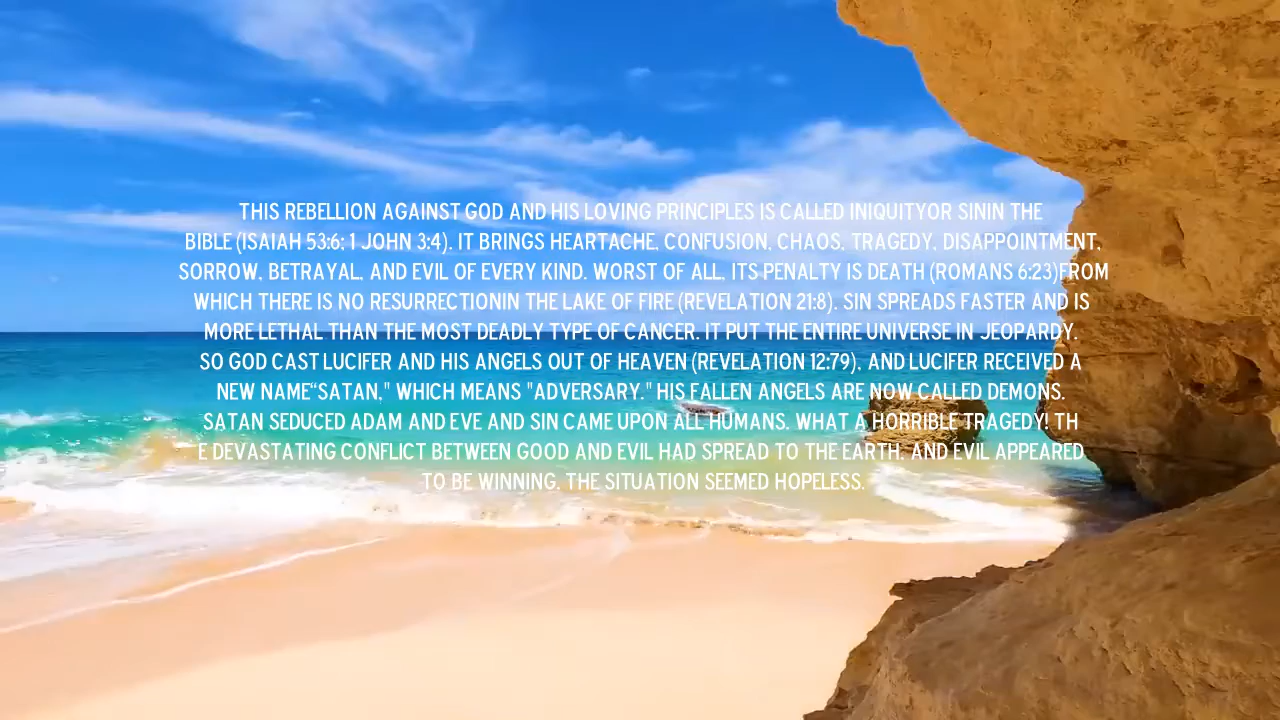 THIS REBELLION AGAINST GOD AND HIS LOVING PRINCIPLES IS CALLED INIQUITYOR SININ THE
BIBLE (ISAIAH 53:6; 1 JOHN 3:4). IT BRINGS HEARTACHE, CONFUSION, CHAOS, TRAGEDY, DISAPPOINTMENT,
SORROW, BETRAYAL, AND EVIL OF EVERY KIND. WORST OF ALL, ITS PENALTY IS DEATH (ROMANS 6:23)FROM
WHICH THERE IS NO RESURRECTIONIN THE LAKE OF FIRE (REVELATION 21:8). SIN SPREADS FASTER AND IS
MORE LETHAL THAN THE MOST DEADLY TYPE OF CANCER. IT PUT THE ENTIRE UNIVERSE IN JEOPARDY.
SO GOD CAST LUCIFER AND HIS ANGELS OUT OF HEAVEN (REVELATION 12:79), AND LUCIFER RECEIVED A
NEW NAME“SATAN," WHICH MEANS "ADVERSARY." HIS FALLEN ANGELS ARE NOW CALLED DEMONS.
SATAN SEDUCED ADAM AND EVE AND SIN CAME UPON ALL HUMANS. WHAT A HORRIBLE TRAGEDY! TH
E DEVASTATING CONFLICT BETWEEN GOOD AND EVIL HAD SPREAD TO THE EARTH, AND EVIL APPEARED
TO BE WINNING. THE SITUATION SEEMED HOPELESS.